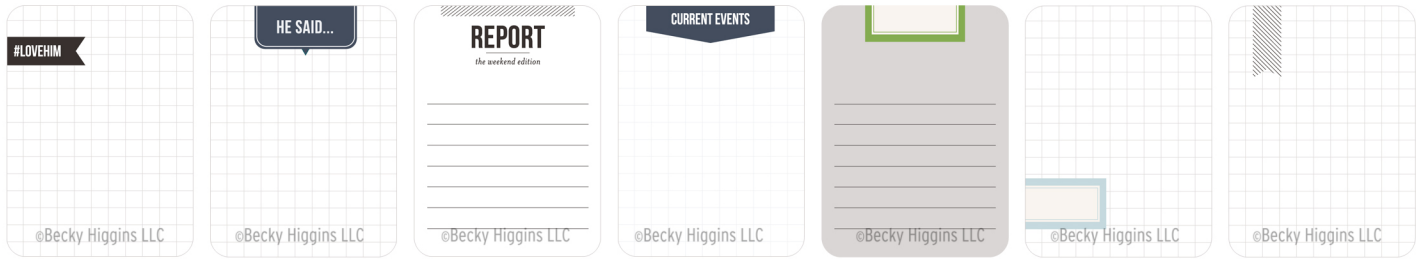 #LOVEHIM
©Becky Higgins LLC
HE SAID...
©Becky Higgins LLC
REPORT
the weekend edition
©Becky Higgins LLC
CURRENT EVENTS
©Becky Higgins LLC
©Becky Higgins LLC
©Becky Higgins LLC
©Becky Higgins LLC